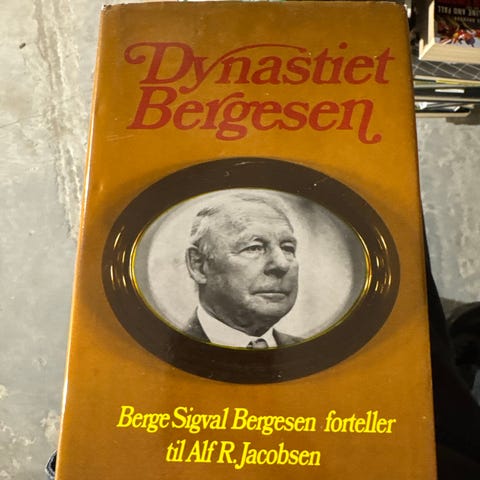 Dynastiet
Bergesen
Berge Sigval Bergesen forteller
til Alf R. Jacobsen